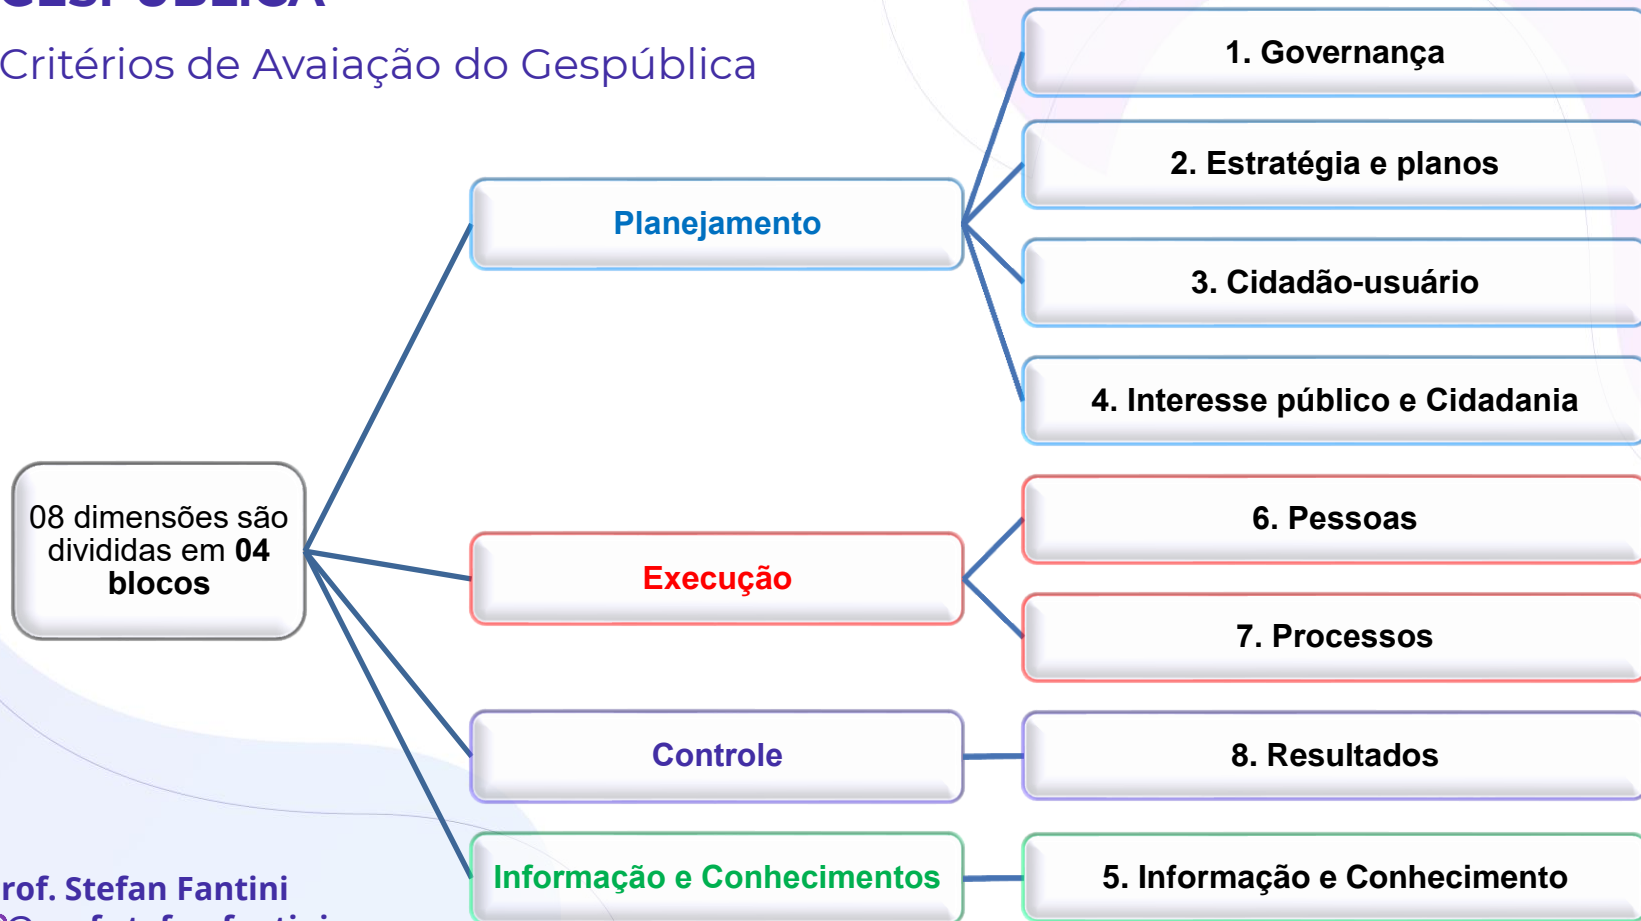 GESPÚBLICA
Critérios de Avaiação do Gespública
08 dimensões são
divididas em 04
blocos
Planejamento
1. Governança
2. Estratégia e planos
3. Cidadão-usuário
4. Interesse público e Cidadania
Execução
6. Pessoas
7. Processos
Controle
8. Resultados
Informação e Conhecimentos
5. Informação e Conhecimento
rof. Stefan Fantini